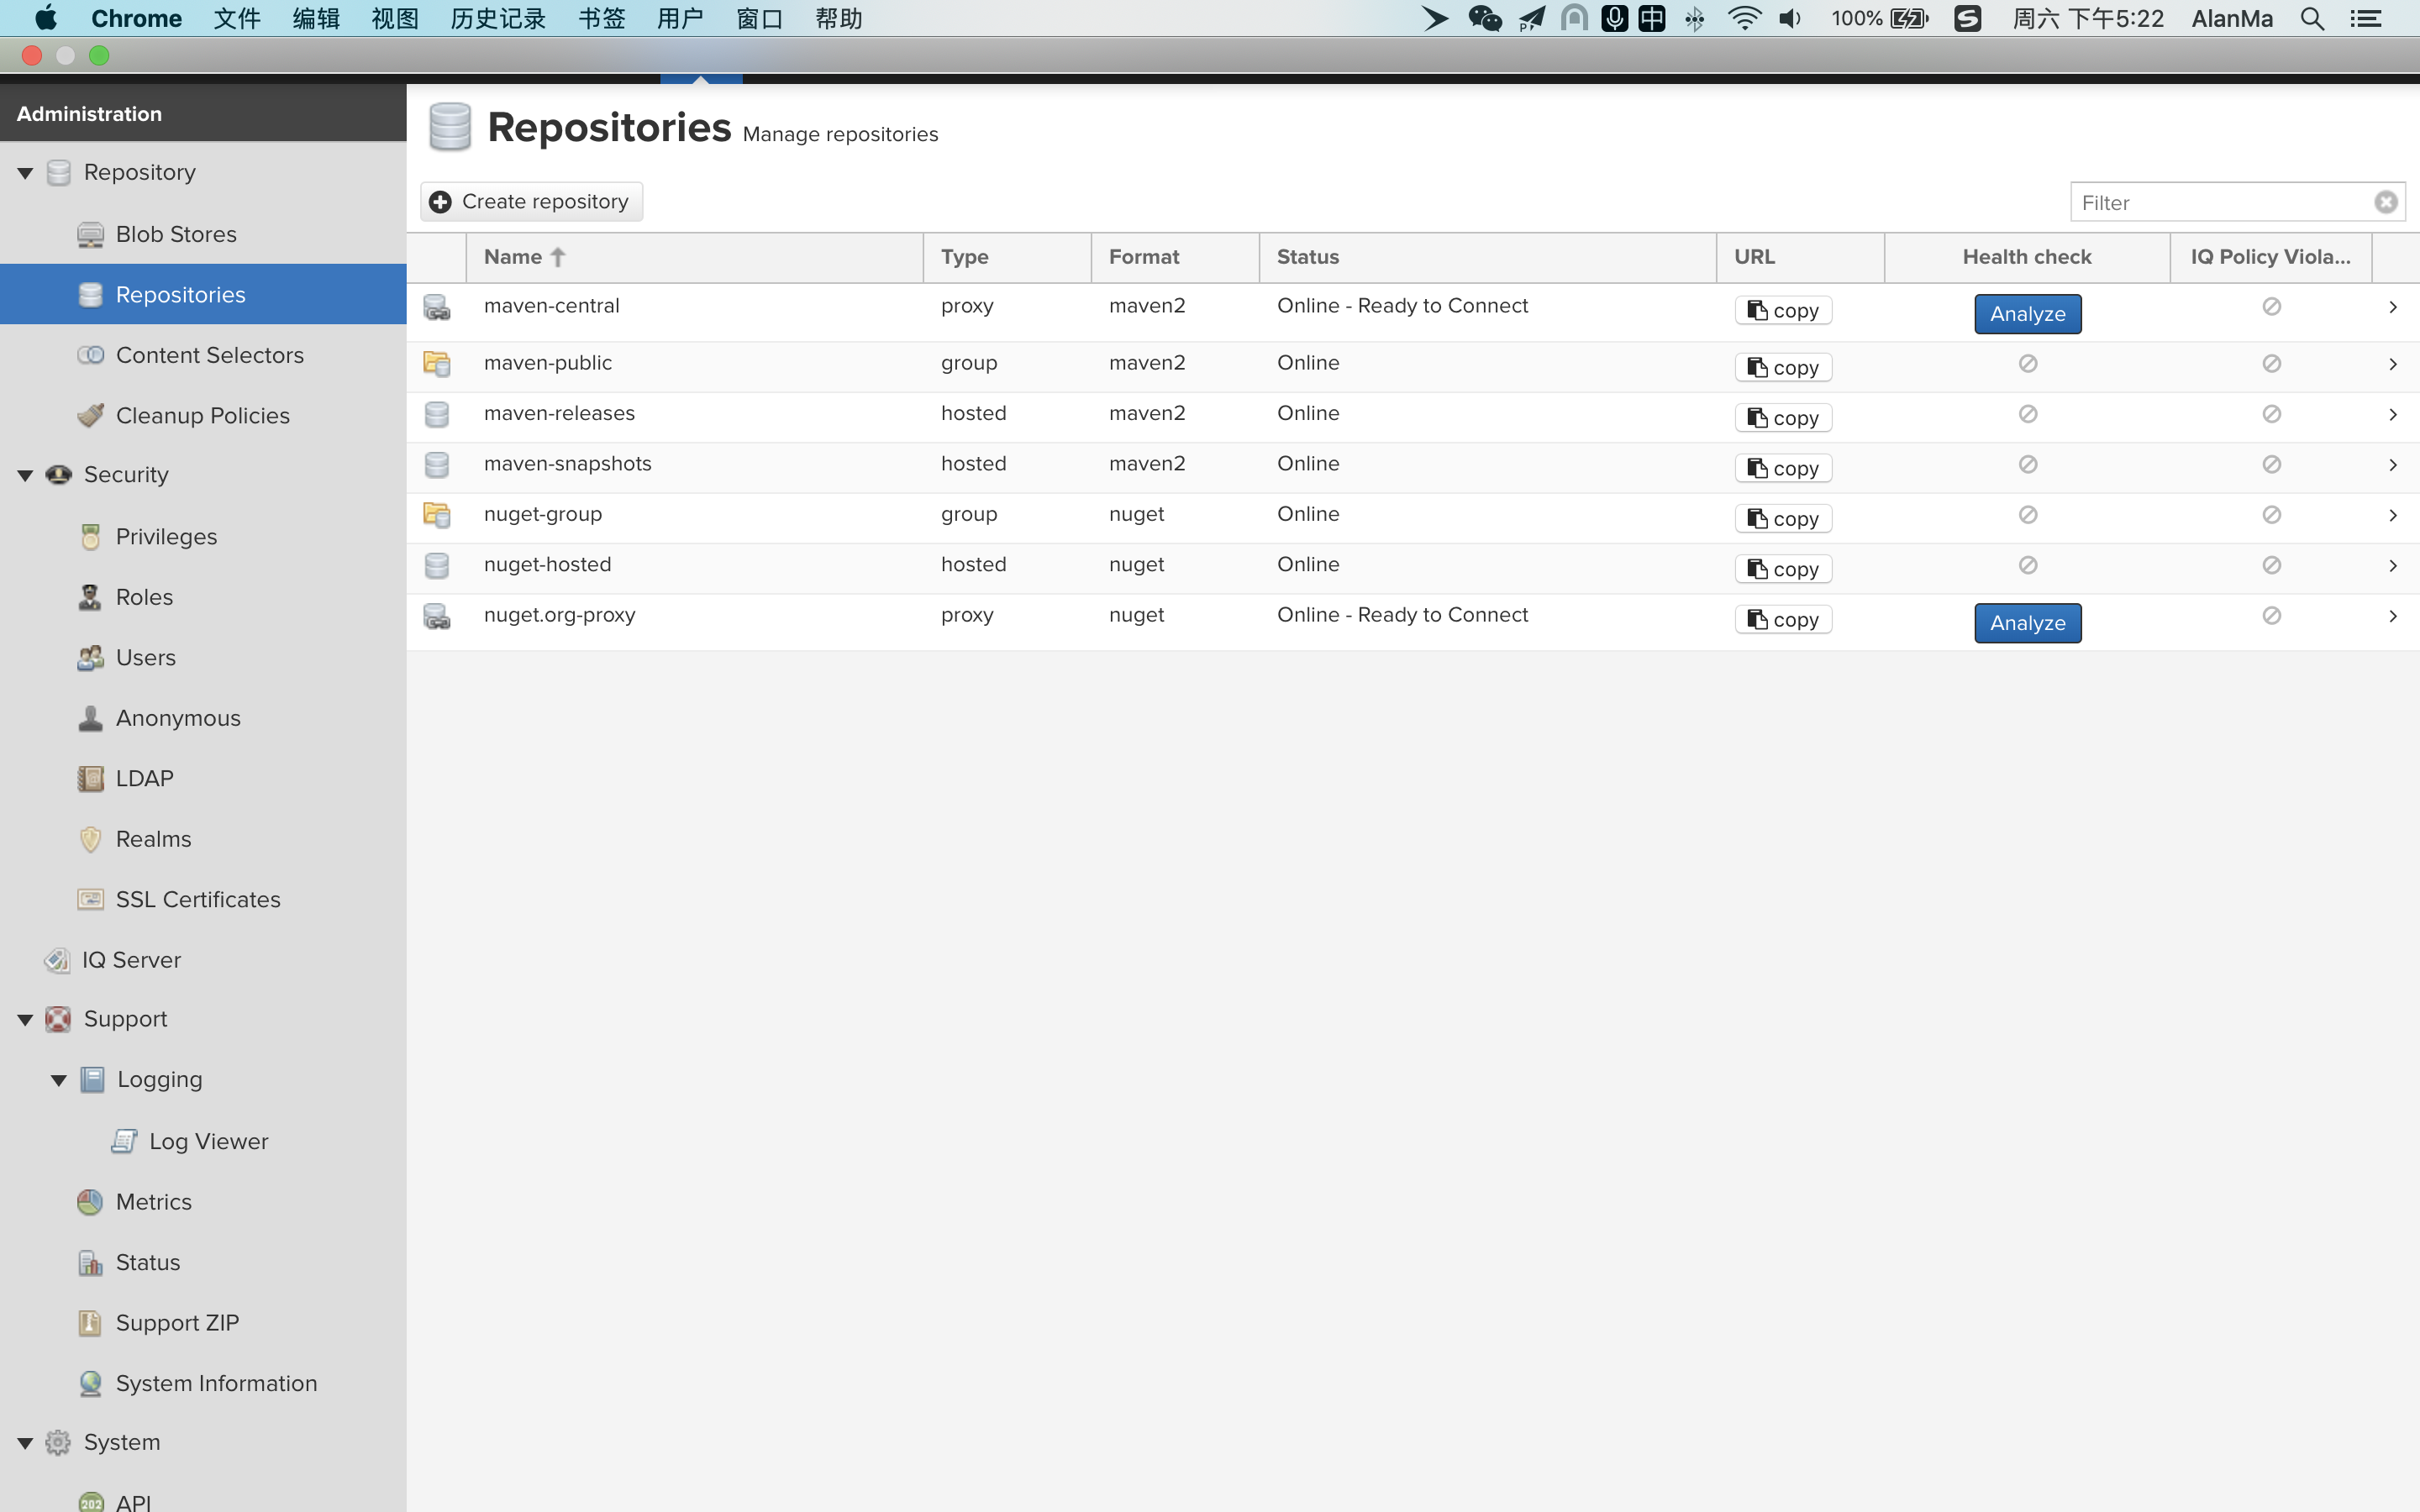 Chrome 文件 编辑 视图 历史记录 书签 用户 窗口 帮助 中 100% 周六 下午5:22 AlanMa
Administration
Repository
Blob Stores
Repositories
Content Selectors
Cleanup Policies
Security
Privileges
Roles
Users
Anonymous
LDAP
Realms
SSL Certificates
IQ Server
Support
Logging
Log Viewer
Metrics
Status
Support ZIP
System Information
System
202 API
Repositories Manage repositories
Create repository Filter
Name Type Format Status URL Health check IQ Policy Viola...
maven-central proxy maven2 Online - Ready to Connect copy Analyze
maven-public group maven2 Online copy
maven-releases hosted maven2 Online copy
maven-snapshots hosted maven2 Online copy
nuget-group group nuget Online copy
nuget-hosted hosted nuget Online copy
nuget.org-proxy proxy nuget Online - Ready to Connect copy Analyze